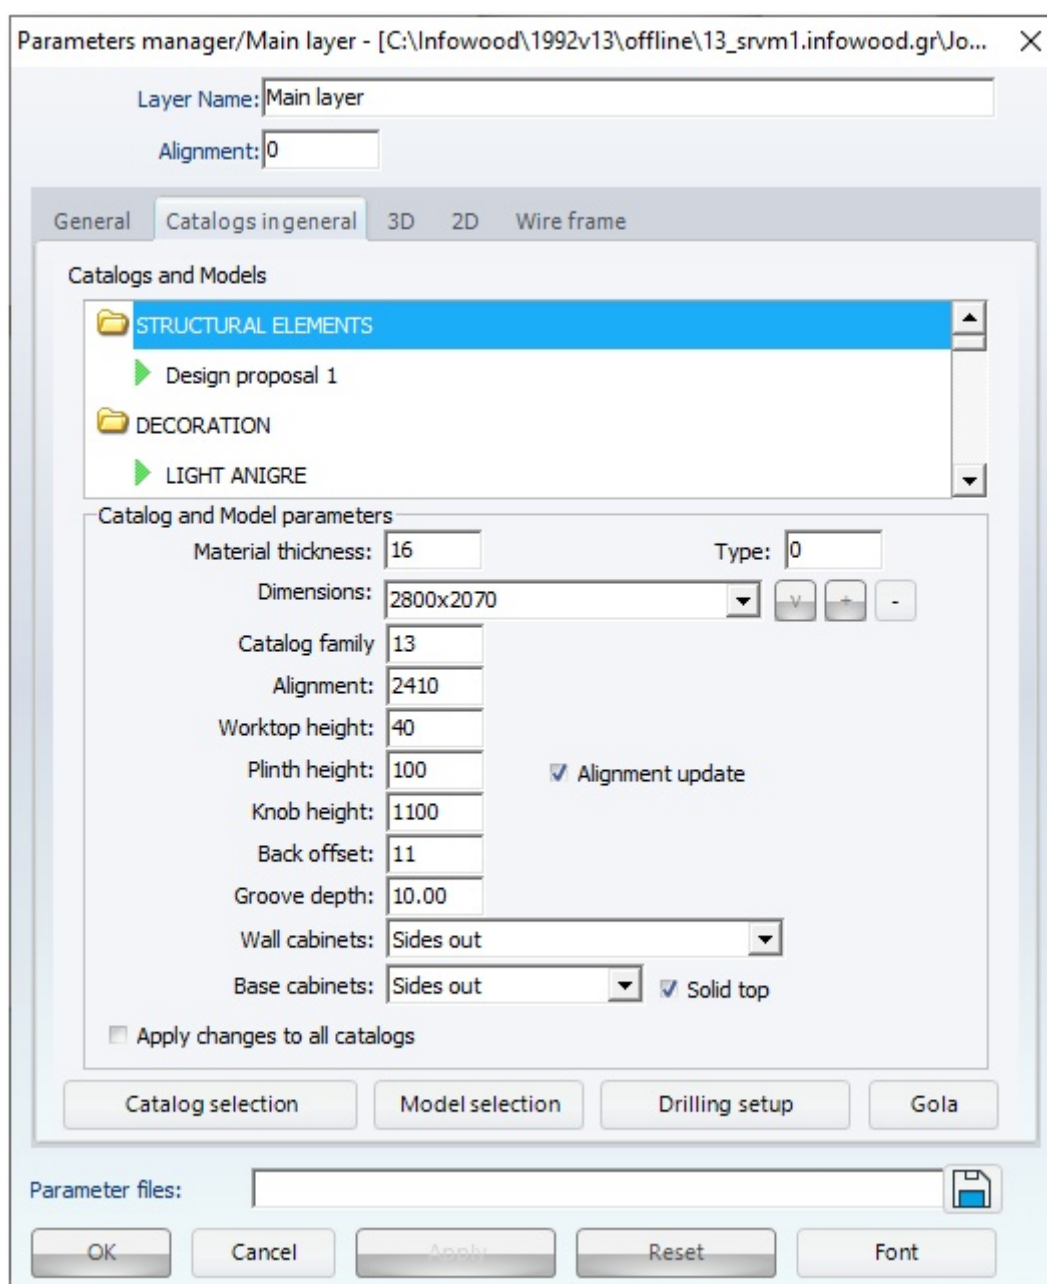 Parameters manager/Main layer - [C:\Infowood\1992v13\offline\13_srvm1.infowood.gr\Jo...
Layer Name: Main layer
Alignment: 0
General Catalogs in general 3D 2D Wire frame
Catalogs and Models
STRUCTURAL ELEMENTS
Design proposal 1
DECORATION
LIGHT ANIGRE
Catalog and Model parameters
Material thickness: 16 Type: 0
Dimensions: 2800x2070 v + -
Catalog family 13
Alignment: 2410
Worktop height: 40
Plinth height: 100 Alignment update
Knob height: 1100
Back offset: 11
Groove depth: 10.00
Wall cabinets: Sides out
Base cabinets: Sides out Solid top
Apply changes to all catalogs
Catalog selection Model selection Drilling setup Gola
Parameter files:
OK Cancel Apply Reset Font